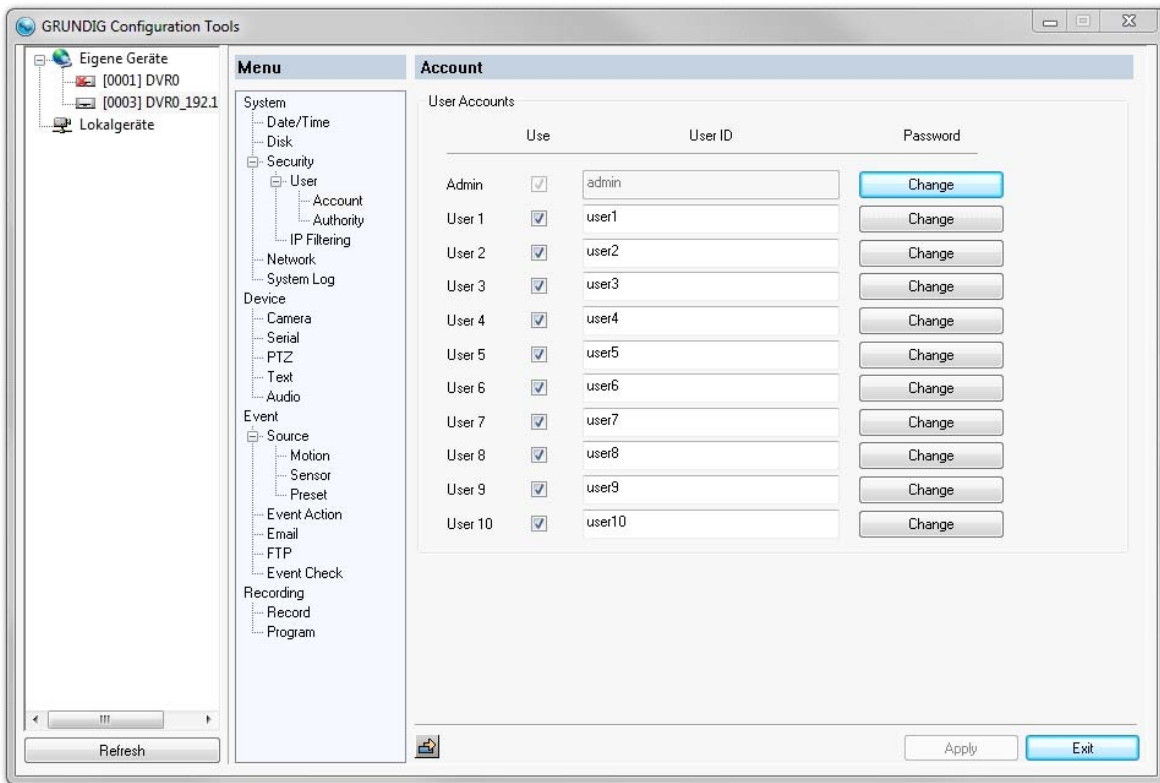 GRUNDIG Configuration Tools
Eigene Geräte
[0001] DVR0
[0003] DVR0_192.1
Lokalgeräte
Refresh
Menu
System
Date/Time
Disk
Security
User
Account
Authority
IP Filtering
Network
System Log
Device
Camera
Serial
PTZ
Text
Audio
Event
Source
Motion
Sensor
Preset
Event Action
Email
FTP
Event Check
Recording
Record
Program
Account
User Accounts
Use User ID Password
Admin admin Change
User 1 user1 Change
User 2 user2 Change
User 3 user3 Change
User 4 user4 Change
User 5 user5 Change
User 6 user6 Change
User 7 user7 Change
User 8 user8 Change
User 9 user9 Change
User 10 user10 Change
Apply Exit